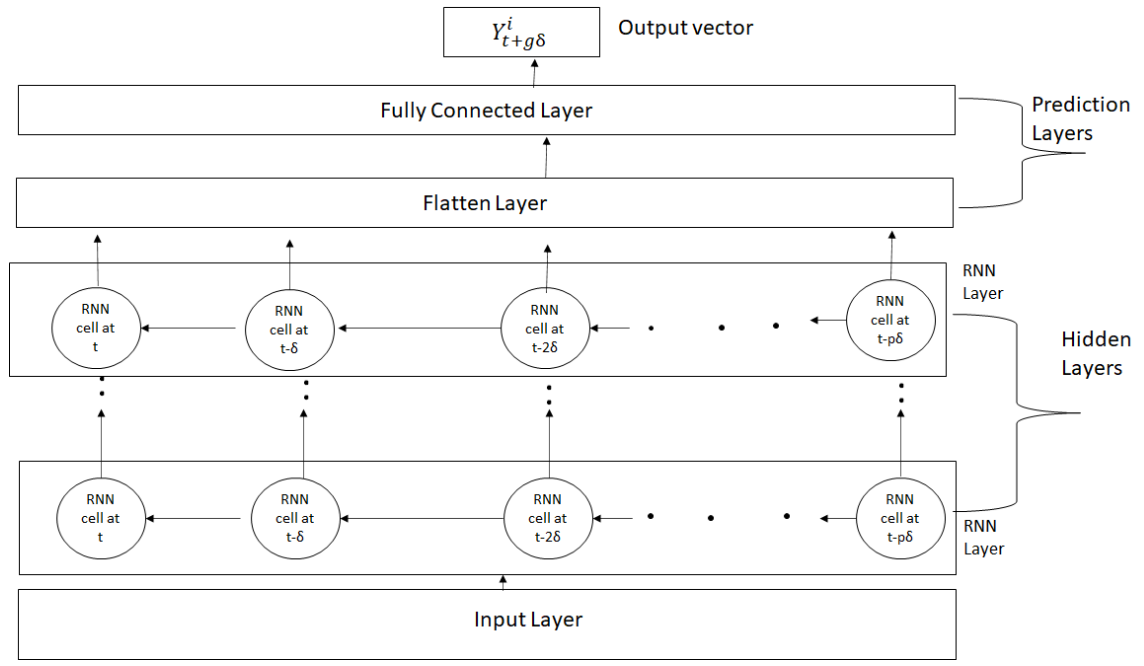 Y^i_{t+gδ}
Output vector
Fully Connected Layer
Prediction
Layers
Flatten Layer
RNN
cell at
t
RNN
cell at
t-δ
RNN
cell at
t-2δ
RNN
cell at
t-pδ
RNN
Layer
Hidden
Layers
RNN
cell at
t
RNN
cell at
t-δ
RNN
cell at
t-2δ
RNN
cell at
t-pδ
RNN
Layer
Input Layer